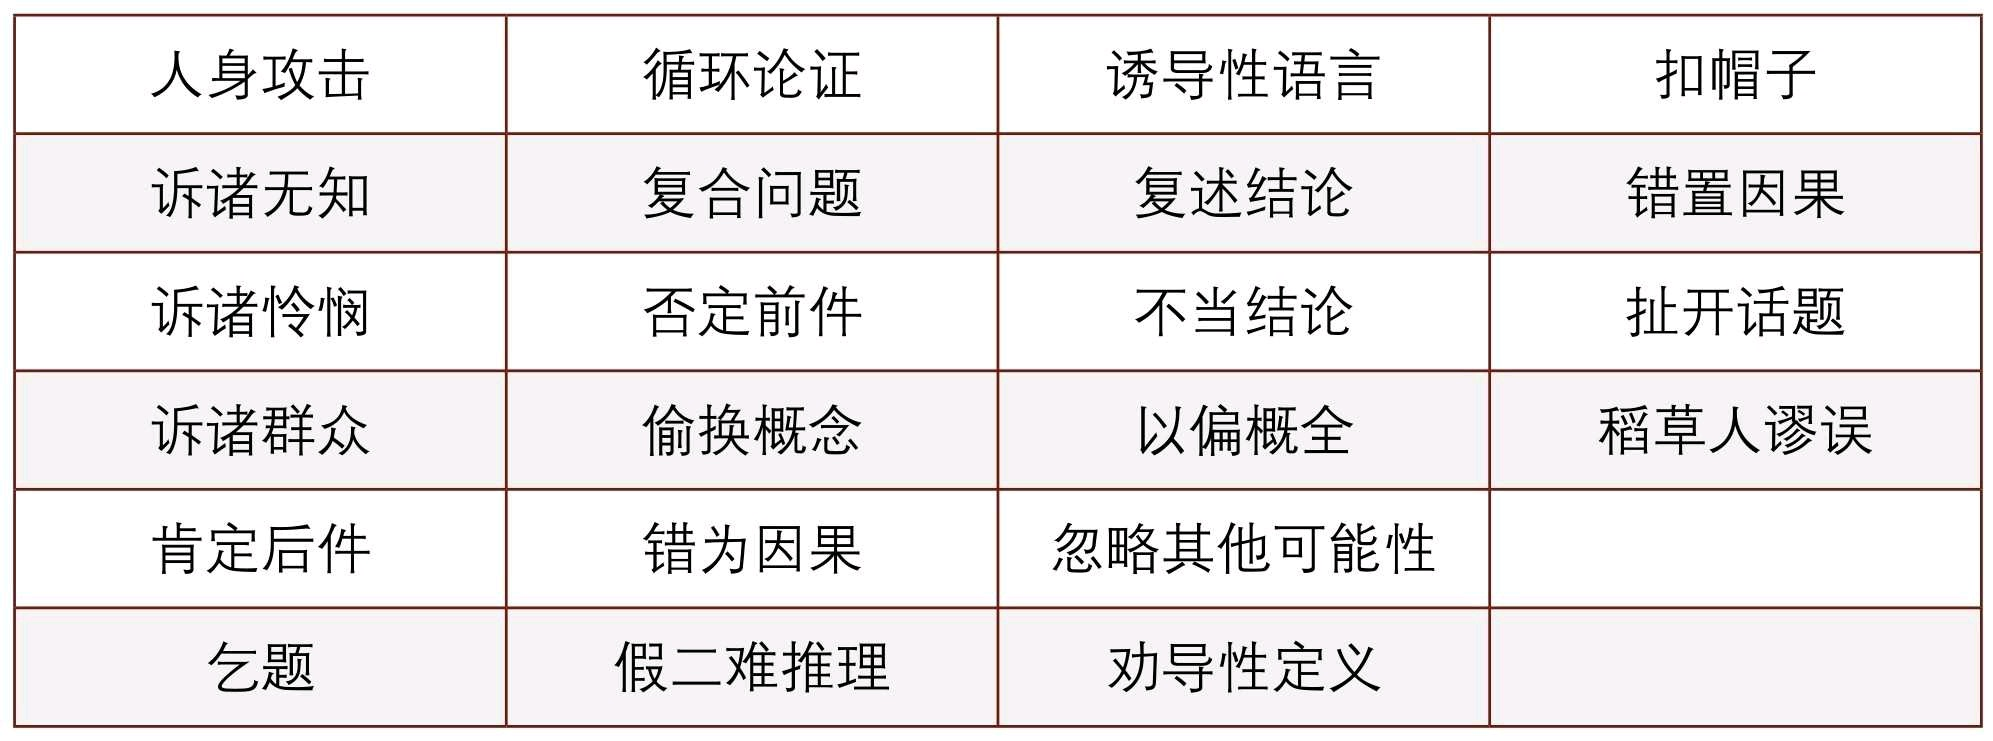 人身攻击 循环论证 诱导性语言 扣帽子
诉诸无知 复合问题 复述结论 错置因果
诉诸怜悯 否定前件 不当结论 扯开话题
诉诸群众 偷换概念 以偏概全 稻草人谬误
肯定后件 错为因果 忽略其他可能性
乞题 假二难推理 劝导性定义